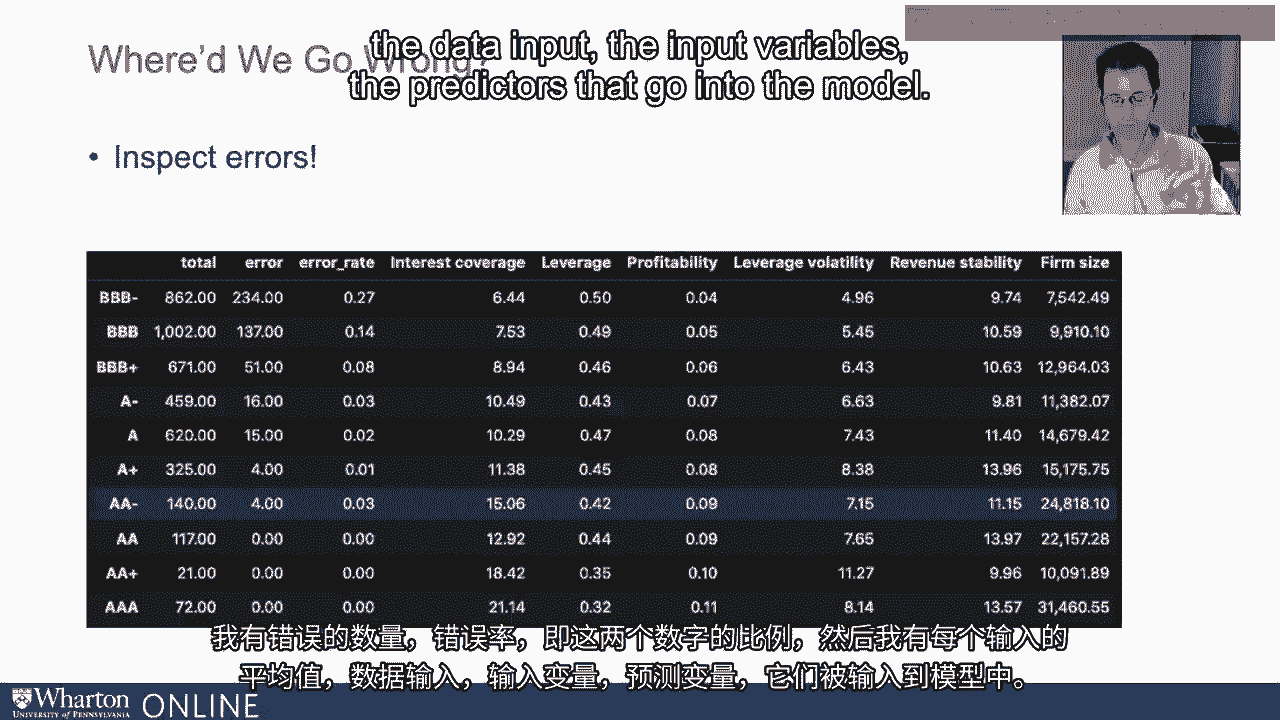 Where'd We Go Wrong?
the data input, the input variables,
the predictors that go into the model.
• Inspect errors!
total error error_rate Interest coverage Leverage Profitability Leverage volatility Revenue stability Firm size
BBB- 862.00 234.00 0.27 6.44 0.50 0.04 4.96 9.74 7,542.49
BBB 1,002.00 137.00 0.14 7.53 0.49 0.05 5.45 10.59 9,910.10
BBB+ 671.00 51.00 0.08 8.94 0.46 0.06 6.43 10.63 12,964.03
A- 459.00 16.00 0.03 10.49 0.43 0.07 6.63 9.81 11,382.07
A 620.00 15.00 0.02 10.29 0.47 0.08 7.43 11.40 14,679.42
A+ 325.00 4.00 0.01 11.38 0.45 0.08 8.38 13.96 15,175.75
AA- 140.00 4.00 0.03 15.06 0.42 0.09 7.15 11.15 24,818.10
AA 117.00 0.00 0.00 12.92 0.44 0.09 7.65 13.97 22,157.28
AA+ 21.00 0.00 0.00 18.42 0.35 0.10 11.27 9.96 10,091.89
AAA 72.00 0.00 0.00 21.14 0.32 0.11 8.14 13.57 31,460.55
我有错误的数量，错误率，即这两个数字的比例，然后我有每个输入的
平均值，数据输入，输入变量，预测变量，它们被输入到模型中。
Wharton ONLINE
UNIVERSITY of PENNSYLVANIA